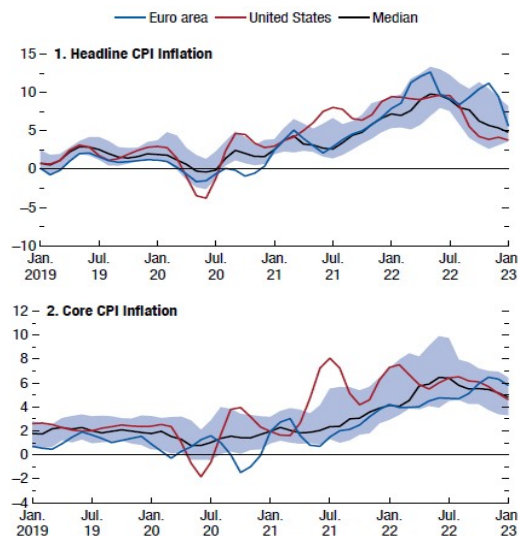 Euro area United States Median
1. Headline CPI Inflation
15
10
5
0
–5
–10
Jan. Jul. Jan. Jul. Jan. Jul. Jan. Jul. Jan.
2019 19 20 20 21 21 22 22 23
2. Core CPI Inflation
12
10
8
6
4
2
0
–2
–4
Jan. Jul. Jan. Jul. Jan. Jul. Jan. Jul. Jan.
2019 19 20 20 21 21 22 22 23